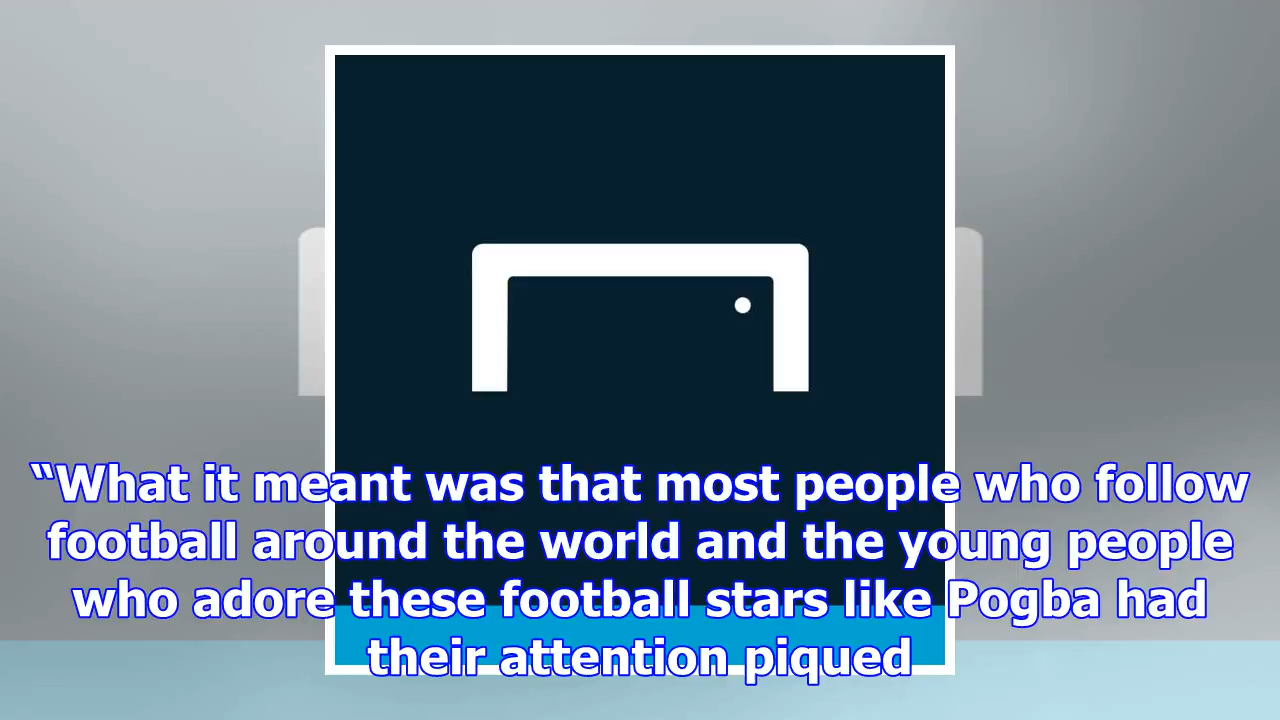 “What it meant was that most people who follow
football around the world and the young people
who adore these football stars like Pogba had
their attention piqued